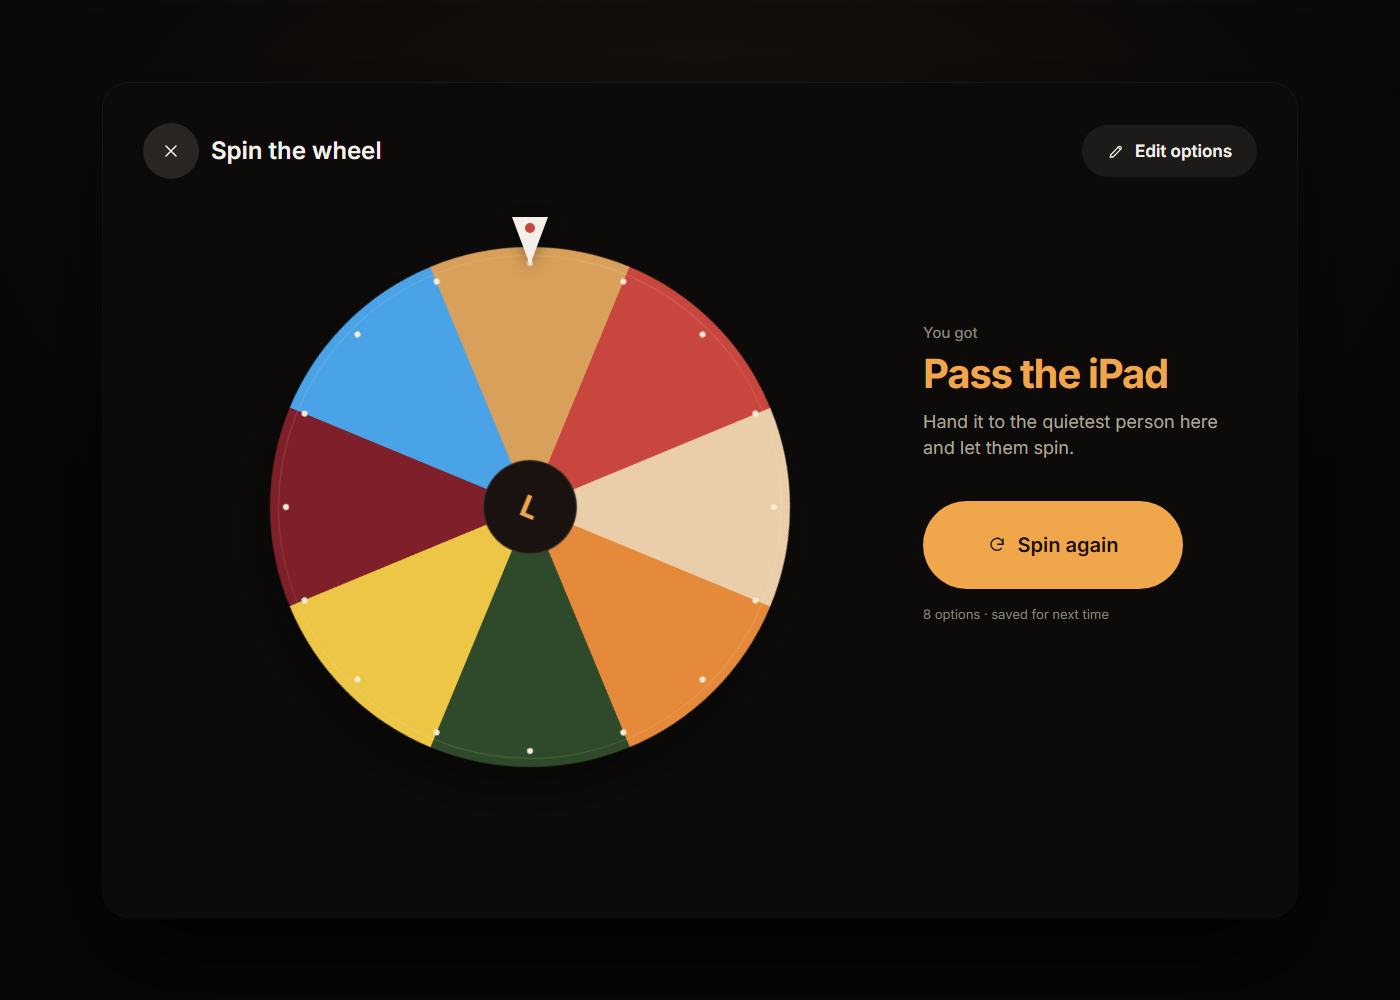 Spin the wheel
Edit options
You got
Pass the iPad
Hand it to the quietest person here
and let them spin.
Spin again
8 options · saved for next time
L